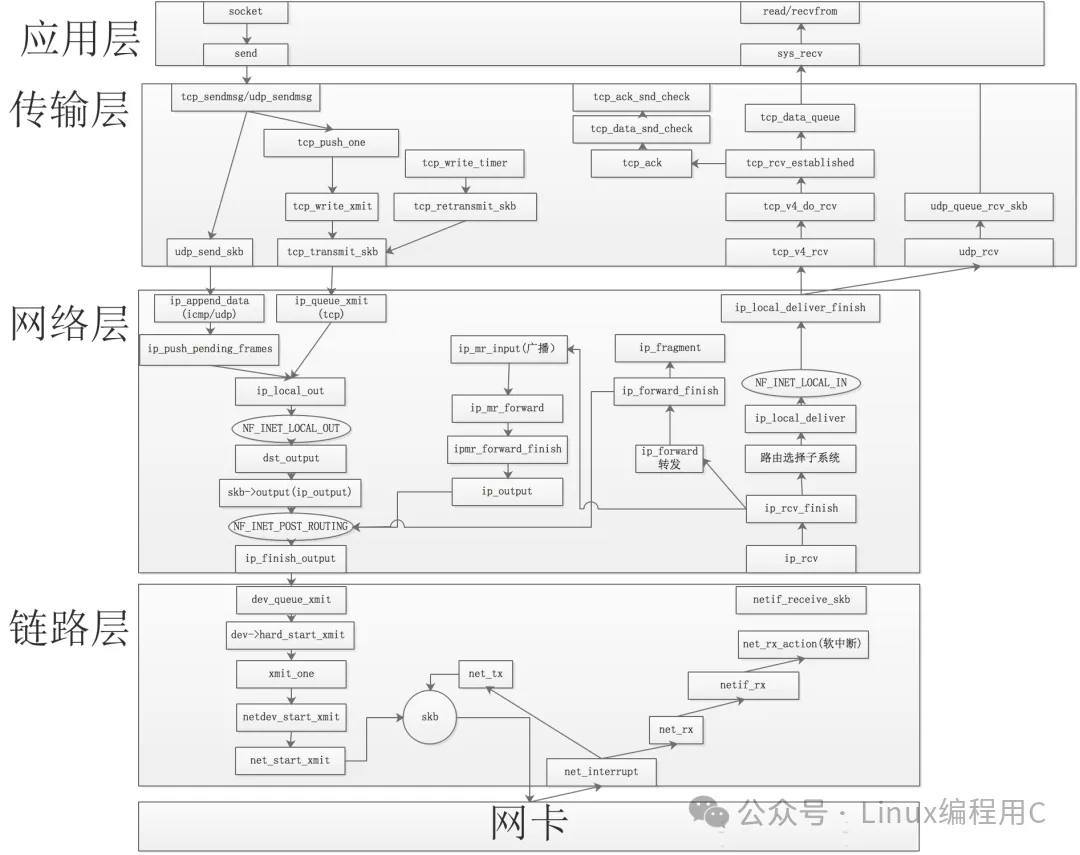 应用层
socket
read/recvfrom
send
sys_recv
传输层
tcp_sendmsg/udp_sendmsg
tcp_ack_snd_check
tcp_data_queue
tcp_data_snd_check
tcp_push_one
tcp_write_timer
tcp_ack
tcp_rcv_established
tcp_write_xmit
tcp_retransmit_skb
tcp_v4_do_rcv
udp_queue_rcv_skb
udp_send_skb
tcp_transmit_skb
tcp_v4_rcv
udp_rcv
网络层
ip_append_data
(icmp/udp)
ip_queue_xmit
(tcp)
ip_local_deliver_finish
ip_push_pending_frames
ip_mr_input(广播)
ip_fragment
ip_local_out
ip_forward_finish
NF_INET_LOCAL_IN
ip_mr_forward
ip_local_deliver
NF_INET_LOCAL_OUT
ipmr_forward_finish
ip_forward
转发
路由选择子系统
dst_output
skb->output(ip_output)
ip_output
ip_rcv_finish
NF_INET_POST_ROUTING
ip_finish_output
ip_rcv
链路层
dev_queue_xmit
netif_receive_skb
dev->hard_start_xmit
net_rx_action(软中断)
xmit_one
net_tx
netif_rx
netdev_start_xmit
skb
net_rx
net_start_xmit
net_interrupt
网卡
公众号 · Linux编程用C